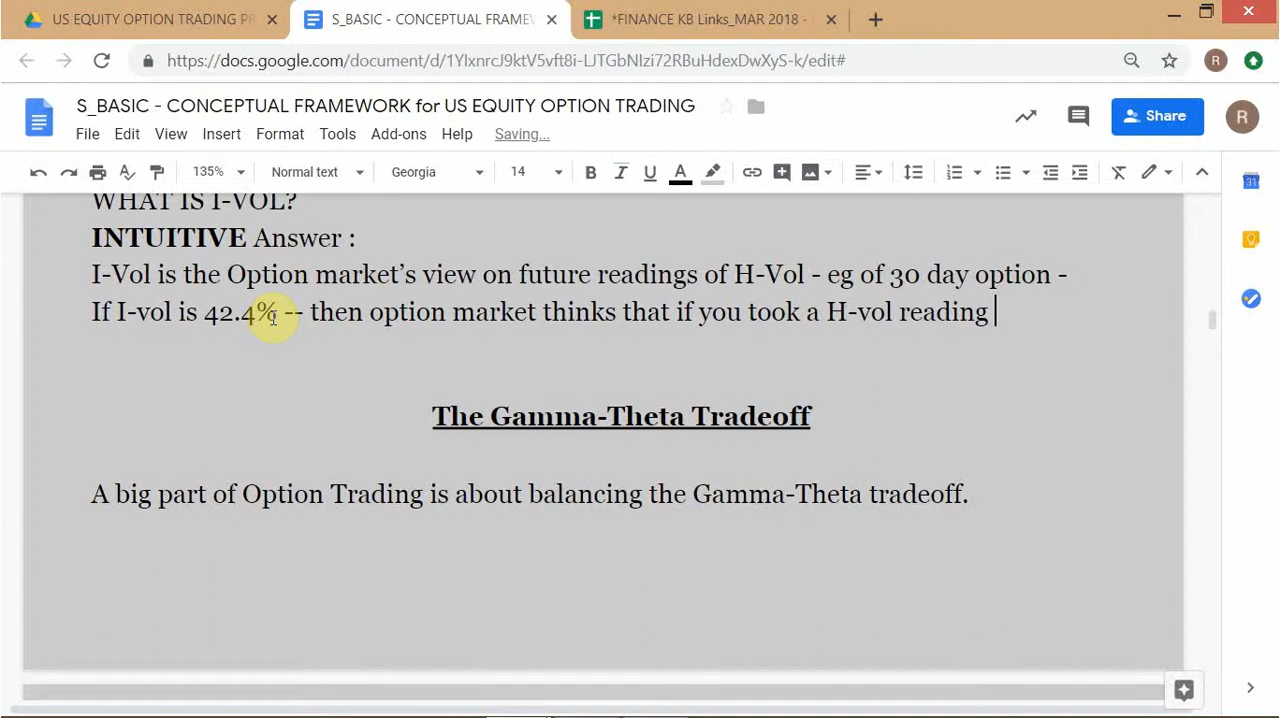 US EQUITY OPTION TRADING PR
S_BASIC - CONCEPTUAL FRAMEW
*FINANCE KB Links_MAR 2018 -
https://docs.google.com/document/d/1YlxnrcJ9ktV5vft8i-LJTGbNIzi72RBuHdexDwXyS-k/edit#
R
S_BASIC - CONCEPTUAL FRAMEWORK for US EQUITY OPTION TRADING
File Edit View Insert Format Tools Add-ons Help Saving...
Share
R
135% Normal text Georgia 14 B I U A
31
WHAT IS I-VOL?
INTUITIVE Answer :
I-Vol is the Option market’s view on future readings of H-Vol - eg of 30 day option -
If I-vol is 42.4% -- then option market thinks that if you took a H-vol reading
The Gamma-Theta Tradeoff
A big part of Option Trading is about balancing the Gamma-Theta tradeoff.